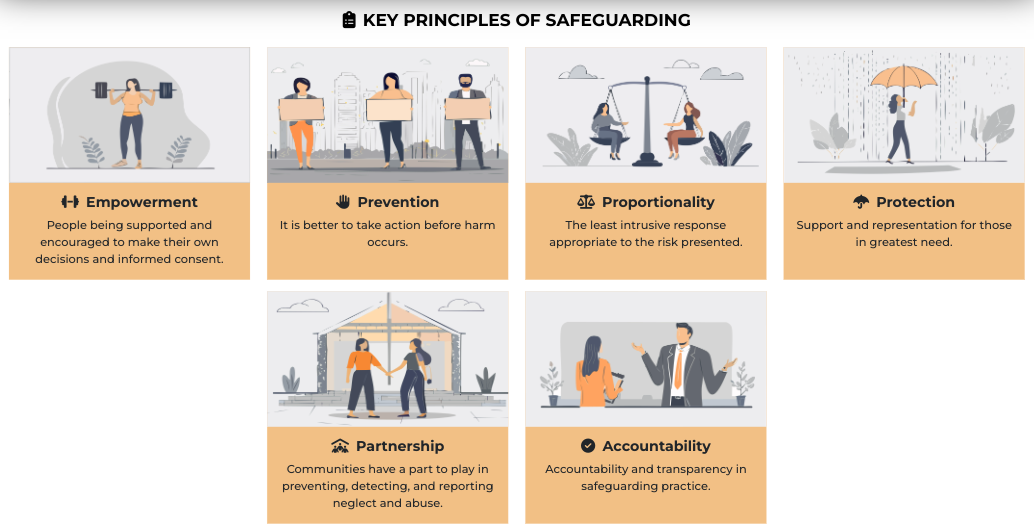 KEY PRINCIPLES OF SAFEGUARDING
Empowerment
People being supported and
encouraged to make their own
decisions and informed consent.
Prevention
It is better to take action before harm
occurs.
Proportionality
The least intrusive response
appropriate to the risk presented.
Protection
Support and representation for those
in greatest need.
Partnership
Communities have a part to play in
preventing, detecting, and reporting
neglect and abuse.
Accountability
Accountability and transparency in
safeguarding practice.